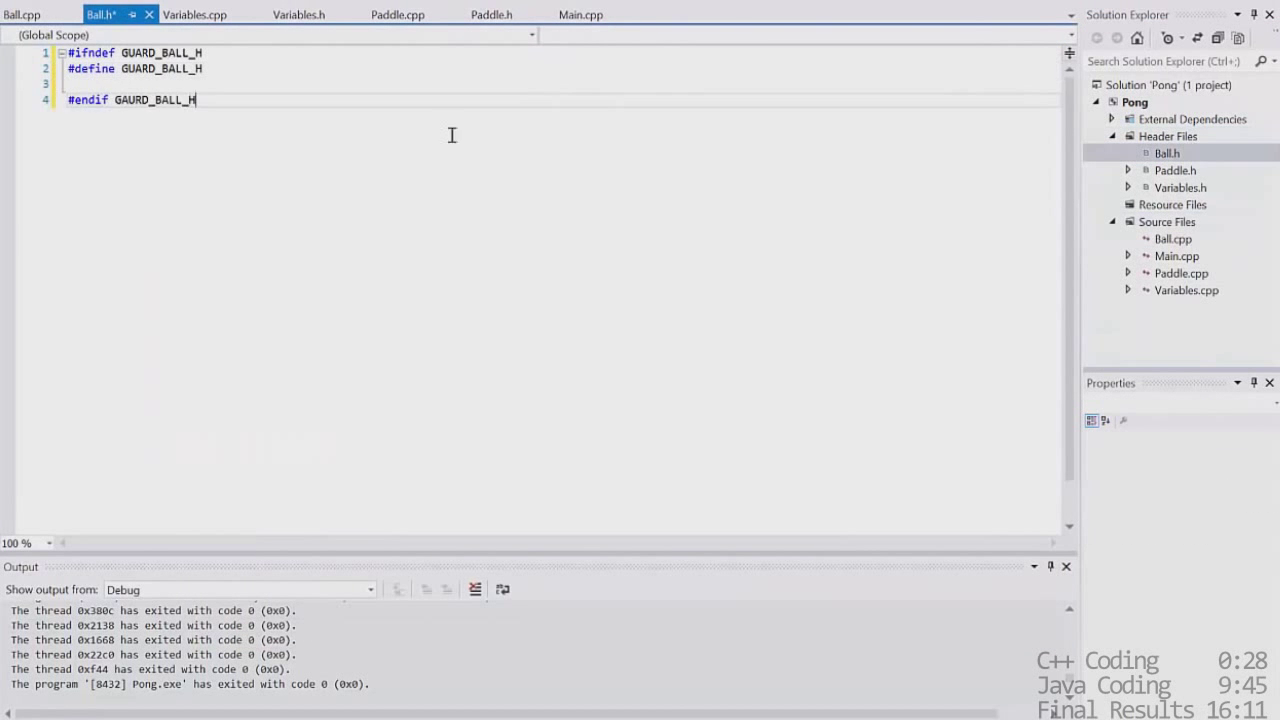 Ball.cpp
Ball.h*
Variables.cpp
Variables.h
Paddle.cpp
Paddle.h
Main.cpp
(Global Scope)
1 #ifndef GUARD_BALL_H
2 #define GUARD_BALL_H
3
4 #endif GAURD_BALL_H
100 %
Output
Show output from: Debug
The thread 0x380c has exited with code 0 (0x0).
The thread 0x2138 has exited with code 0 (0x0).
The thread 0x1668 has exited with code 0 (0x0).
The thread 0x22c0 has exited with code 0 (0x0).
The thread 0xf44 has exited with code 0 (0x0).
The program '[8432] Pong.exe' has exited with code 0 (0x0).
Solution Explorer
Search Solution Explorer (Ctrl+;)
Solution 'Pong' (1 project)
Pong
External Dependencies
Header Files
Ball.h
Paddle.h
Variables.h
Resource Files
Source Files
Ball.cpp
Main.cpp
Paddle.cpp
Variables.cpp
Properties
C++ Coding 0:28
Java Coding 9:45
Final Results 16:11